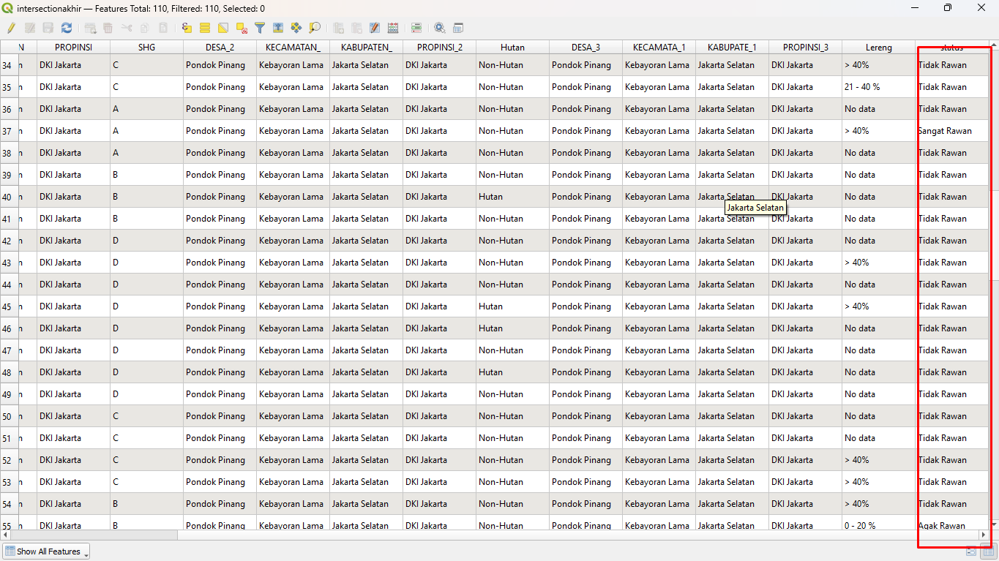 intersectionakhir — Features Total: 110, Filtered: 110, Selected: 0
N PROPINSI SHG DESA_2 KECAMATAN_ KABUPATEN_ PROPINSI_2 Hutan DESA_3 KECAMATA_1 KABUPATE_1 PROPINSI_3 Lereng status
34 n DKI Jakarta C Pondok Pinang Kebayoran Lama Jakarta Selatan DKI Jakarta Non-Hutan Pondok Pinang Kebayoran Lama Jakarta Selatan DKI Jakarta > 40% Tidak Rawan
35 n DKI Jakarta C Pondok Pinang Kebayoran Lama Jakarta Selatan DKI Jakarta Non-Hutan Pondok Pinang Kebayoran Lama Jakarta Selatan DKI Jakarta 21 - 40 % Tidak Rawan
36 n DKI Jakarta A Pondok Pinang Kebayoran Lama Jakarta Selatan DKI Jakarta Non-Hutan Pondok Pinang Kebayoran Lama Jakarta Selatan DKI Jakarta No data Tidak Rawan
37 n DKI Jakarta A Pondok Pinang Kebayoran Lama Jakarta Selatan DKI Jakarta Non-Hutan Pondok Pinang Kebayoran Lama Jakarta Selatan DKI Jakarta > 40% Sangat Rawan
38 n DKI Jakarta A Pondok Pinang Kebayoran Lama Jakarta Selatan DKI Jakarta Non-Hutan Pondok Pinang Kebayoran Lama Jakarta Selatan DKI Jakarta No data Tidak Rawan
39 n DKI Jakarta B Pondok Pinang Kebayoran Lama Jakarta Selatan DKI Jakarta Non-Hutan Pondok Pinang Kebayoran Lama Jakarta Selatan DKI Jakarta No data Tidak Rawan
40 n DKI Jakarta B Pondok Pinang Kebayoran Lama Jakarta Selatan DKI Jakarta Hutan Pondok Pinang Kebayoran Lama Jakarta Selatan DKI Jakarta No data Tidak Rawan
Jakarta Selatan
41 n DKI Jakarta B Pondok Pinang Kebayoran Lama Jakarta Selatan DKI Jakarta Non-Hutan Pondok Pinang Kebayoran Lama Jakarta Selatan DKI Jakarta No data Tidak Rawan
42 n DKI Jakarta D Pondok Pinang Kebayoran Lama Jakarta Selatan DKI Jakarta Non-Hutan Pondok Pinang Kebayoran Lama Jakarta Selatan DKI Jakarta No data Tidak Rawan
43 n DKI Jakarta D Pondok Pinang Kebayoran Lama Jakarta Selatan DKI Jakarta Non-Hutan Pondok Pinang Kebayoran Lama Jakarta Selatan DKI Jakarta > 40% Tidak Rawan
44 n DKI Jakarta D Pondok Pinang Kebayoran Lama Jakarta Selatan DKI Jakarta Non-Hutan Pondok Pinang Kebayoran Lama Jakarta Selatan DKI Jakarta No data Tidak Rawan
45 n DKI Jakarta D Pondok Pinang Kebayoran Lama Jakarta Selatan DKI Jakarta Hutan Pondok Pinang Kebayoran Lama Jakarta Selatan DKI Jakarta > 40% Tidak Rawan
46 n DKI Jakarta D Pondok Pinang Kebayoran Lama Jakarta Selatan DKI Jakarta Hutan Pondok Pinang Kebayoran Lama Jakarta Selatan DKI Jakarta No data Tidak Rawan
47 n DKI Jakarta D Pondok Pinang Kebayoran Lama Jakarta Selatan DKI Jakarta Non-Hutan Pondok Pinang Kebayoran Lama Jakarta Selatan DKI Jakarta No data Tidak Rawan
48 n DKI Jakarta D Pondok Pinang Kebayoran Lama Jakarta Selatan DKI Jakarta Hutan Pondok Pinang Kebayoran Lama Jakarta Selatan DKI Jakarta No data Tidak Rawan
49 n DKI Jakarta D Pondok Pinang Kebayoran Lama Jakarta Selatan DKI Jakarta Non-Hutan Pondok Pinang Kebayoran Lama Jakarta Selatan DKI Jakarta No data Tidak Rawan
50 n DKI Jakarta C Pondok Pinang Kebayoran Lama Jakarta Selatan DKI Jakarta Non-Hutan Pondok Pinang Kebayoran Lama Jakarta Selatan DKI Jakarta No data Tidak Rawan
51 n DKI Jakarta C Pondok Pinang Kebayoran Lama Jakarta Selatan DKI Jakarta Non-Hutan Pondok Pinang Kebayoran Lama Jakarta Selatan DKI Jakarta No data Tidak Rawan
52 n DKI Jakarta C Pondok Pinang Kebayoran Lama Jakarta Selatan DKI Jakarta Non-Hutan Pondok Pinang Kebayoran Lama Jakarta Selatan DKI Jakarta > 40% Tidak Rawan
53 n DKI Jakarta C Pondok Pinang Kebayoran Lama Jakarta Selatan DKI Jakarta Non-Hutan Pondok Pinang Kebayoran Lama Jakarta Selatan DKI Jakarta > 40% Tidak Rawan
54 n DKI Jakarta B Pondok Pinang Kebayoran Lama Jakarta Selatan DKI Jakarta Non-Hutan Pondok Pinang Kebayoran Lama Jakarta Selatan DKI Jakarta > 40% Tidak Rawan
55 n DKI Jakarta B Pondok Pinang Kebayoran Lama Jakarta Selatan DKI Jakarta Non-Hutan Pondok Pinang Kebayoran Lama Jakarta Selatan DKI Jakarta 0 - 20 % Agak Rawan
Show All Features